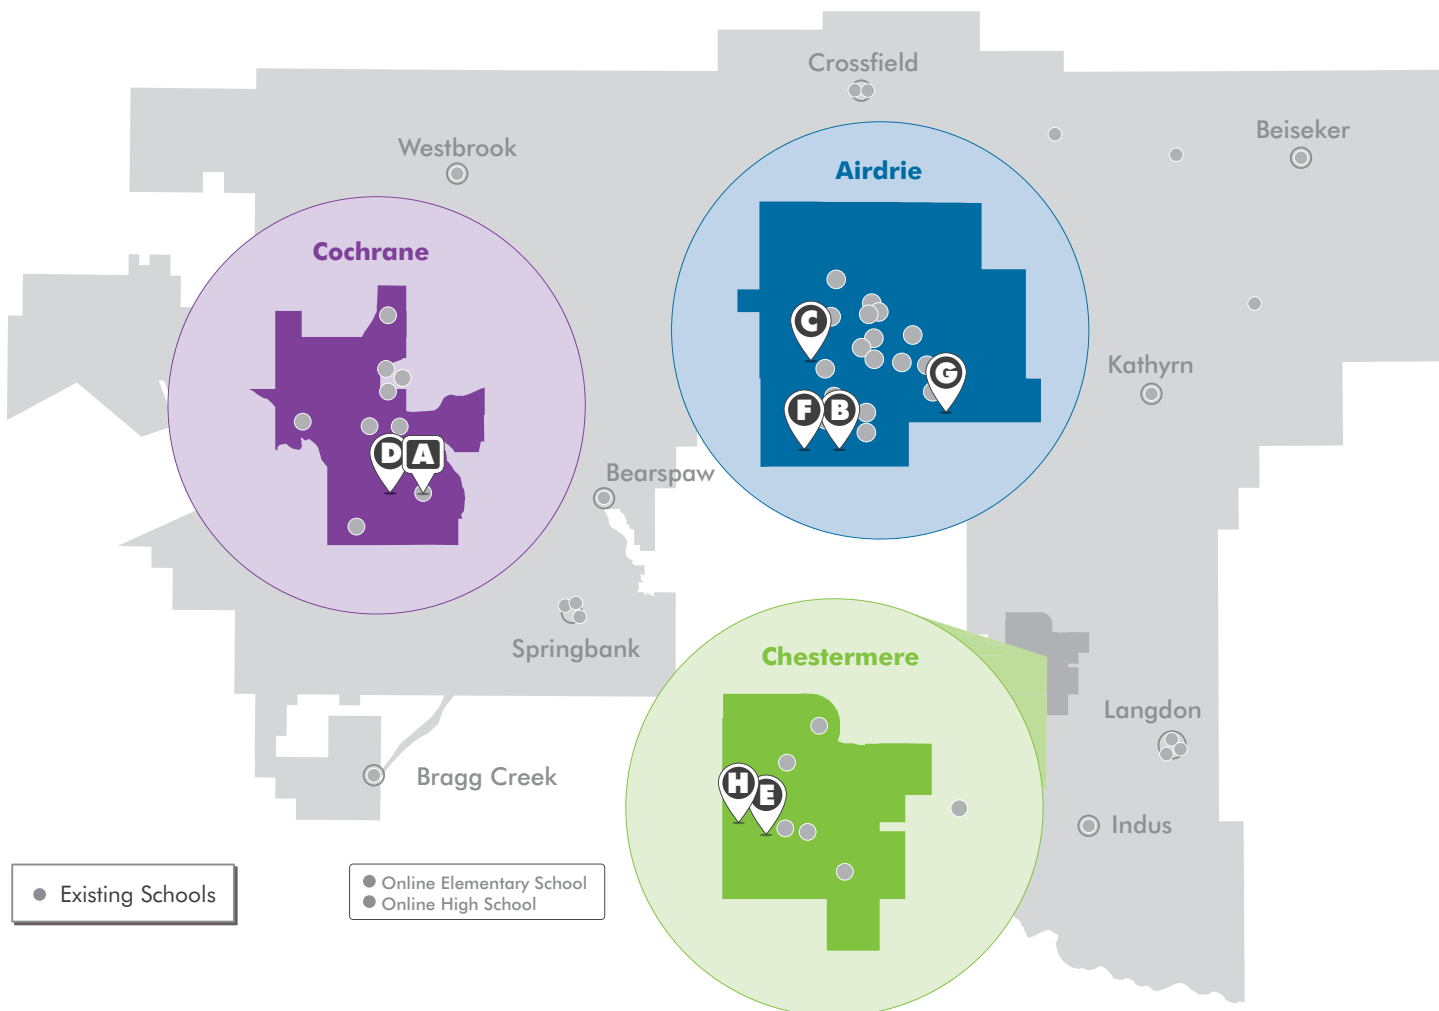 Crossfield
Beiseker
Westbrook
Airdrie
Cochrane
C
Kathyrn
G
F
B
D
A
Bearspaw
Springbank
Chestermere
Langdon
H
E
Bragg Creek
Indus
Existing Schools
Online Elementary School
Online High School